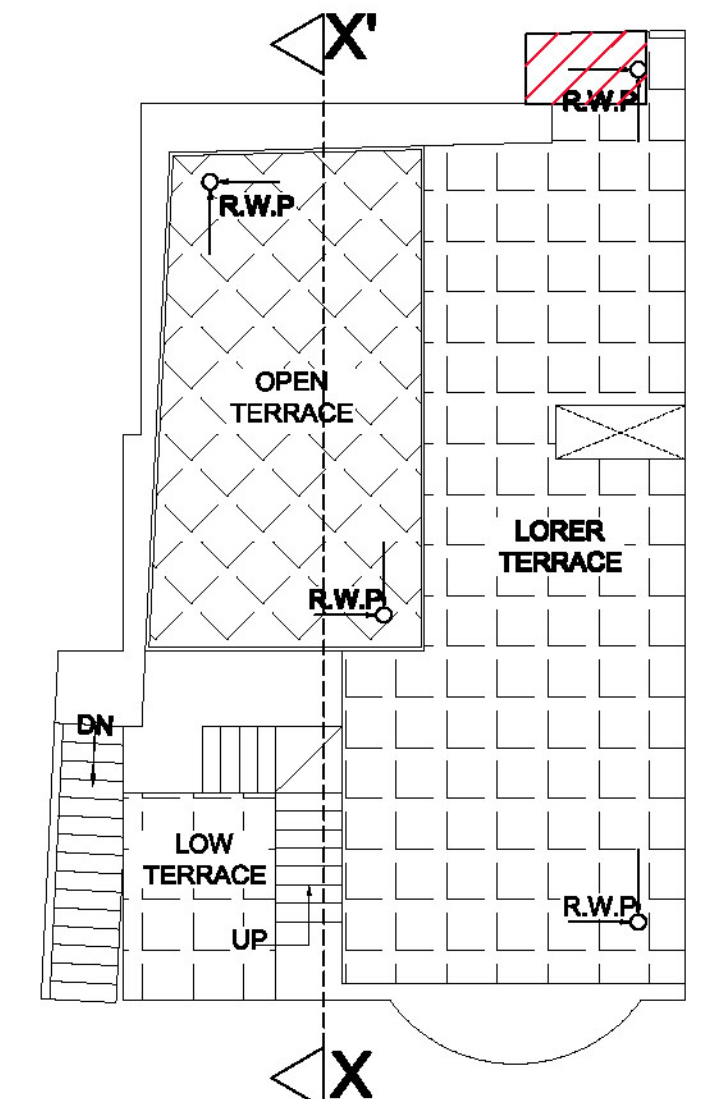 X'
R.W.P
R.W.P
OPEN
TERRACE
LORER
TERRACE
R.W.P
DN
LOW
TERRACE
R.W.P
UP
X